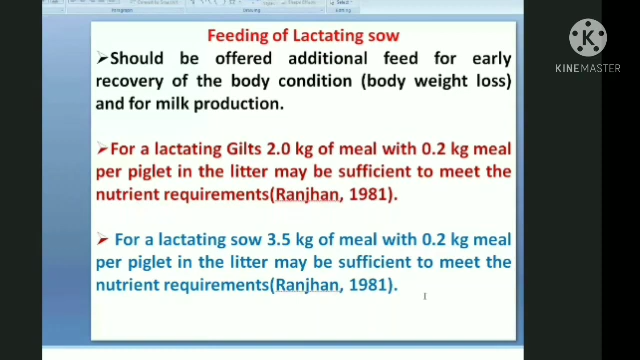 Feeding of Lactating sow
➢Should be offered additional feed for early
recovery of the body condition (body weight loss)
and for milk production.
➢For a lactating Gilts 2.0 kg of meal with 0.2 kg meal
per piglet in the litter may be sufficient to meet the
nutrient requirements(Ranjhan, 1981).
➢ For a lactating sow 3.5 kg of meal with 0.2 kg meal
per piglet in the litter may be sufficient to meet the
nutrient requirements(Ranjhan, 1981).
K
KINEMASTER
Paragraph
Drawing
Editing